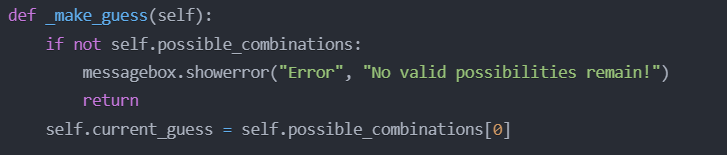 def _make_guess(self):
    if not self.possible_combinations:
        messagebox.showerror("Error", "No valid possibilities remain!")
        return
    self.current_guess = self.possible_combinations[0]